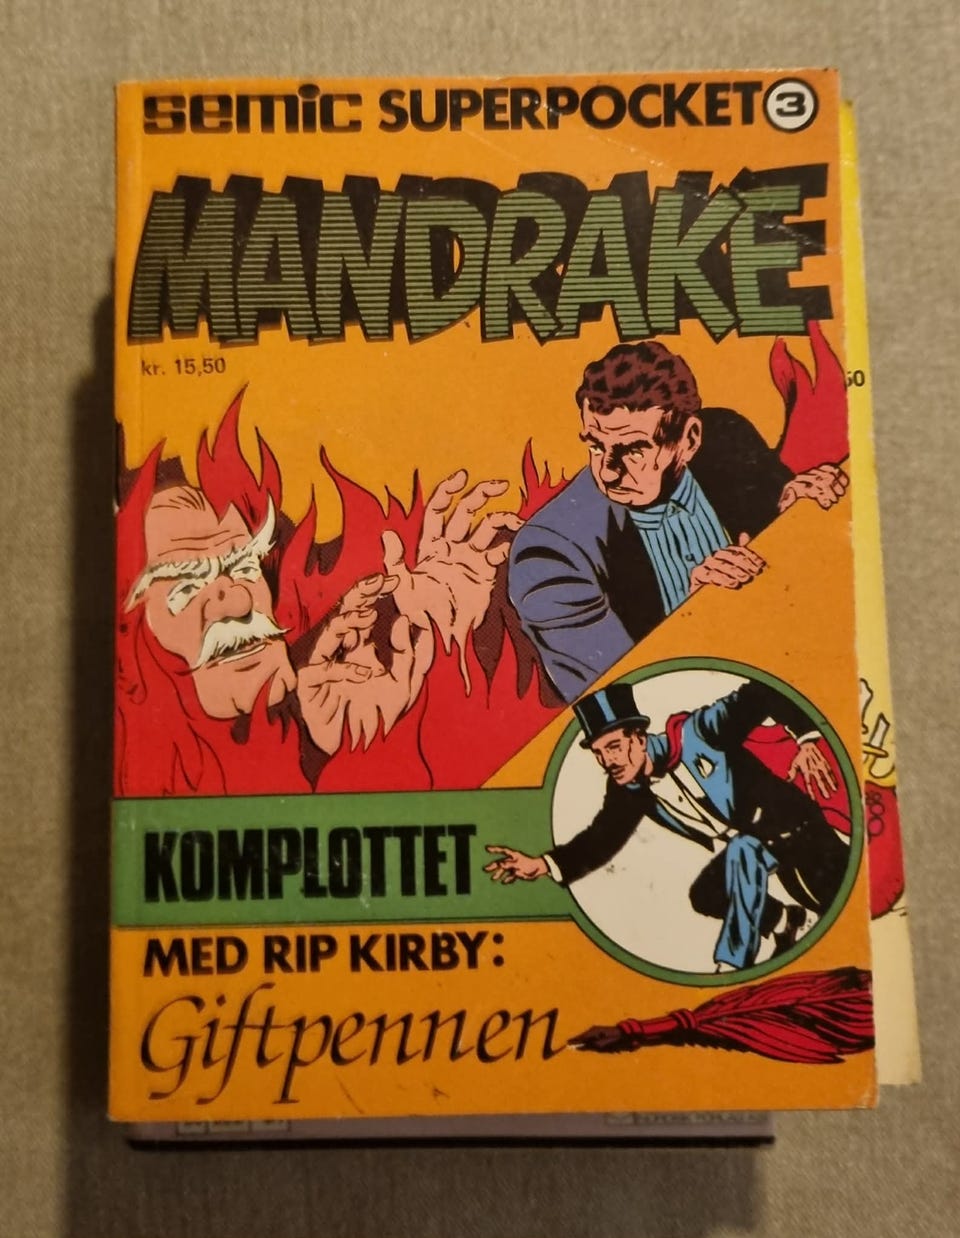 semic SUPERPOCKET 3
MANDRAKE
kr. 15,50
KOMPLOTTET
MED RIP KIRBY:
Giftpennen